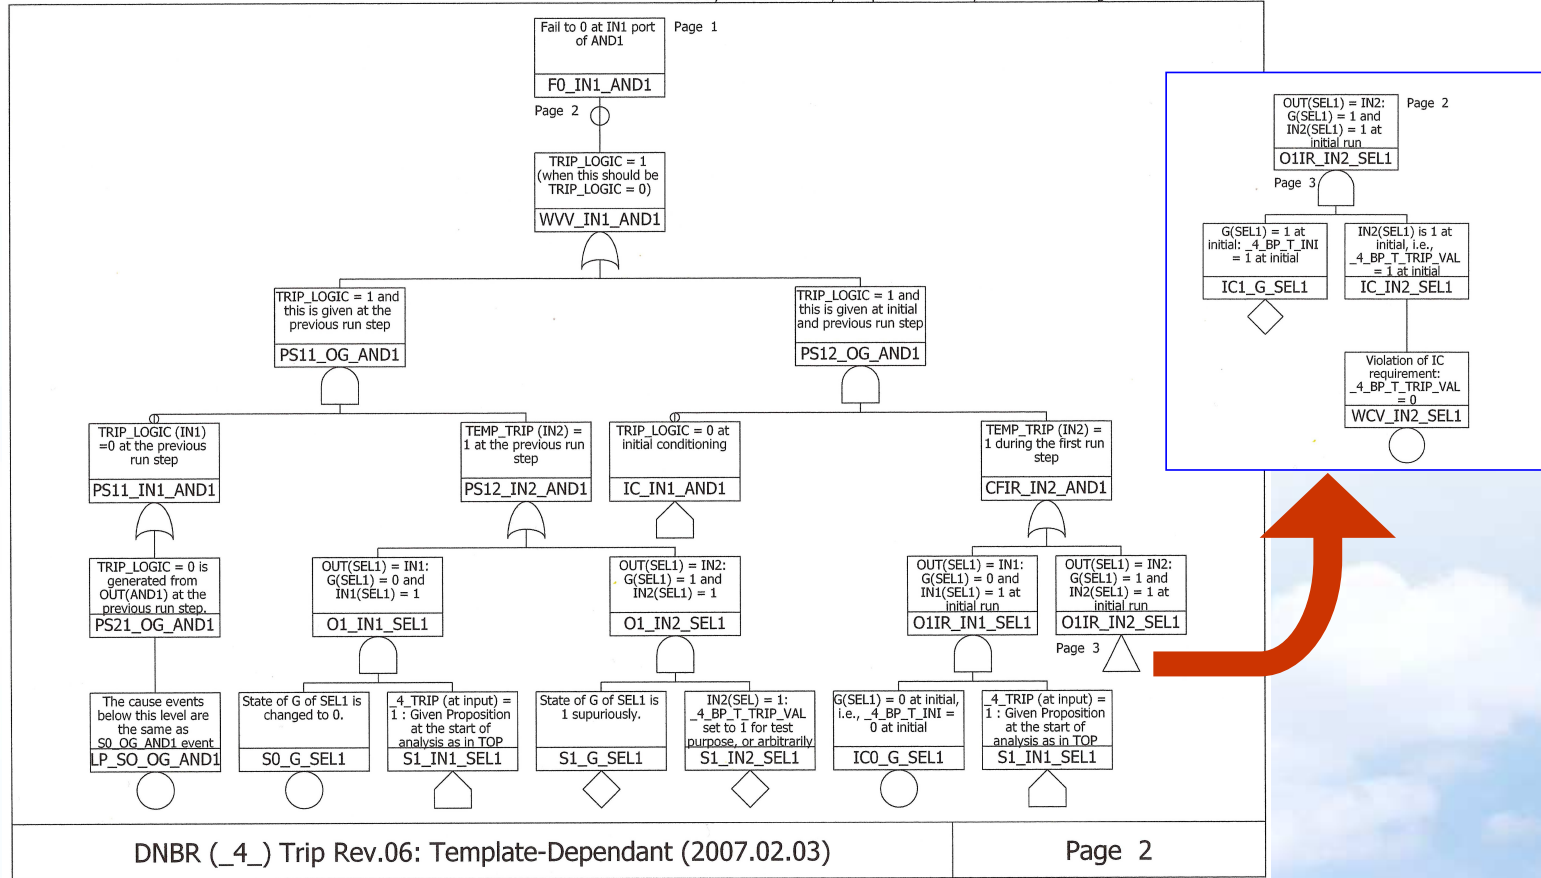 Fail to 0 at IN1 port
of AND1
F0_IN1_AND1
Page 1
Page 2
TRIP_LOGIC = 1
(when this should be
TRIP_LOGIC = 0)
WVV_IN1_AND1
TRIP_LOGIC = 1 and
this is given at the
previous run step
PS11_OG_AND1
TRIP_LOGIC = 1 and
this is given at initial
and previous run step
PS12_OG_AND1
TRIP_LOGIC (IN1)
=0 at the previous
run step
PS11_IN1_AND1
TEMP_TRIP (IN2) =
1 at the previous run
step
PS12_IN2_AND1
TRIP_LOGIC = 0 at
initial conditioning
IC_IN1_AND1
TEMP_TRIP (IN2) =
1 during the first run
step
CFIR_IN2_AND1
TRIP_LOGIC = 0 is
generated from
OUT(AND1) at the
previous run step.
PS21_OG_AND1
OUT(SEL1) = IN1:
G(SEL1) = 0 and
IN1(SEL1) = 1
O1_IN1_SEL1
OUT(SEL1) = IN2:
G(SEL1) = 1 and
IN2(SEL1) = 1
O1_IN2_SEL1
OUT(SEL1) = IN1:
G(SEL1) = 0 and
IN1(SEL1) = 1 at
initial run
O1IR_IN1_SEL1
OUT(SEL1) = IN2:
G(SEL1) = 1 and
IN2(SEL1) = 1 at
initial run
O1IR_IN2_SEL1
Page 3
The cause events
below this level are
the same as
S0_OG_AND1 event
LP_SO_OG_AND1
State of G of SEL1 is
changed to 0.
S0_G_SEL1
_4_TRIP (at input) =
1 : Given Proposition
at the start of
analysis as in TOP
S1_IN1_SEL1
State of G of SEL1 is
1 supuriously.
S1_G_SEL1
IN2(SEL) = 1:
_4_BP_T_TRIP_VAL
set to 1 for test
purpose, or arbitrarily
S1_IN2_SEL1
G(SEL1) = 0 at initial,
i.e., _4_BP_T_INI =
0 at initial
IC0_G_SEL1
_4_TRIP (at input) =
1 : Given Proposition
at the start of
analysis as in TOP
S1_IN1_SEL1
DNBR (_4_) Trip Rev.06: Template-Dependant (2007.02.03)
Page 2
OUT(SEL1) = IN2:
G(SEL1) = 1 and
IN2(SEL1) = 1 at
initial run
O1IR_IN2_SEL1
Page 2
Page 3
G(SEL1) = 1 at
initial: _4_BP_T_INI
= 1 at initial
IC1_G_SEL1
IN2(SEL1) is 1 at
initial, i.e.,
_4_BP_T_TRIP_VAL
= 1 at initial
IC_IN2_SEL1
Violation of IC
requirement:
_4_BP_T_TRIP_VAL
= 0
WCV_IN2_SEL1